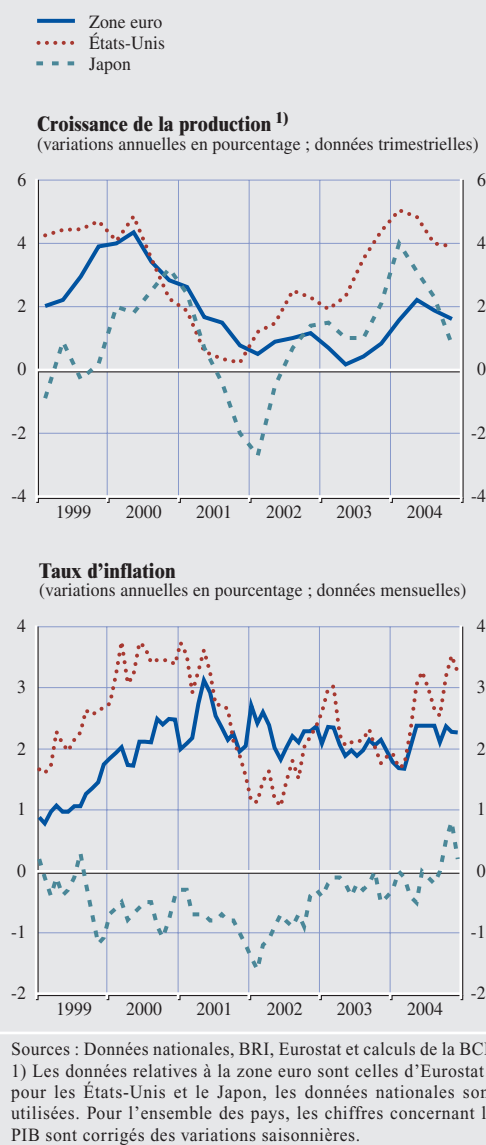 Zone euro
États-Unis
Japon
Croissance de la production 1)
(variations annuelles en pourcentage ; données trimestrielles)
6 6
4 4
2 2
0 0
-2 -2
-4 -4
1999 2000 2001 2002 2003 2004
Taux d'inflation
(variations annuelles en pourcentage ; données mensuelles)
4 4
3 3
2 2
1 1
0 0
-1 -1
-2 -2
1999 2000 2001 2002 2003 2004
Sources : Données nationales, BRI, Eurostat et calculs de la
1) Les données relatives à la zone euro sont celles d'Eurostat
pour les États-Unis et le Japon, les données nationales
utilisées. Pour l'ensemble des pays, les chiffres concernant
PIB sont corrigés des variations saisonnières.